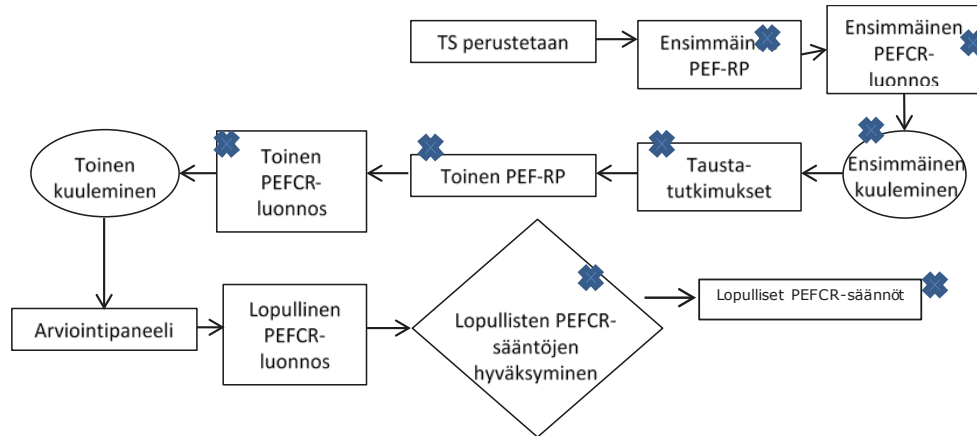 TS perustetaan
Ensimmäinen
PEF-RP
Ensimmäinen
PEFCR-
luonnos
Ensimmäinen
kuuleminen
Tausta-
tutkimukset
Toinen PEF-RP
Toinen
PEFCR-
luonnos
Toinen
kuuleminen
Arviointipaneeli
Lopullinen
PEFCR-
luonnos
Lopullisten PEFCR-
sääntöjen
hyväksyminen
Lopulliset PEFCR-säännöt